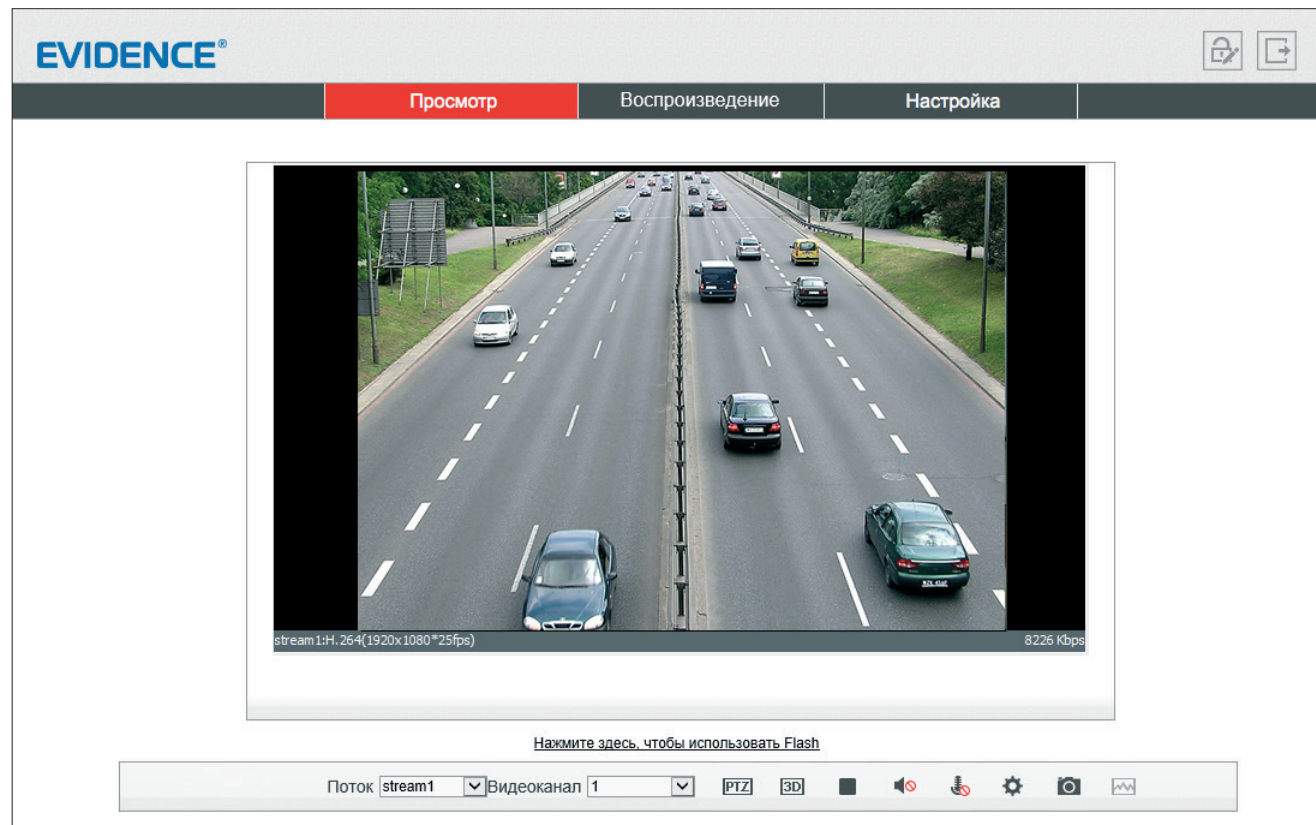 EVIDENCE®
Просмотр Воспроизведение Настройка
stream1:H.264(1920x1080*25fps) 8226 Kbps
Нажмите здесь, чтобы использовать Flash
Поток stream1 Видеоканал 1 PTZ 3D